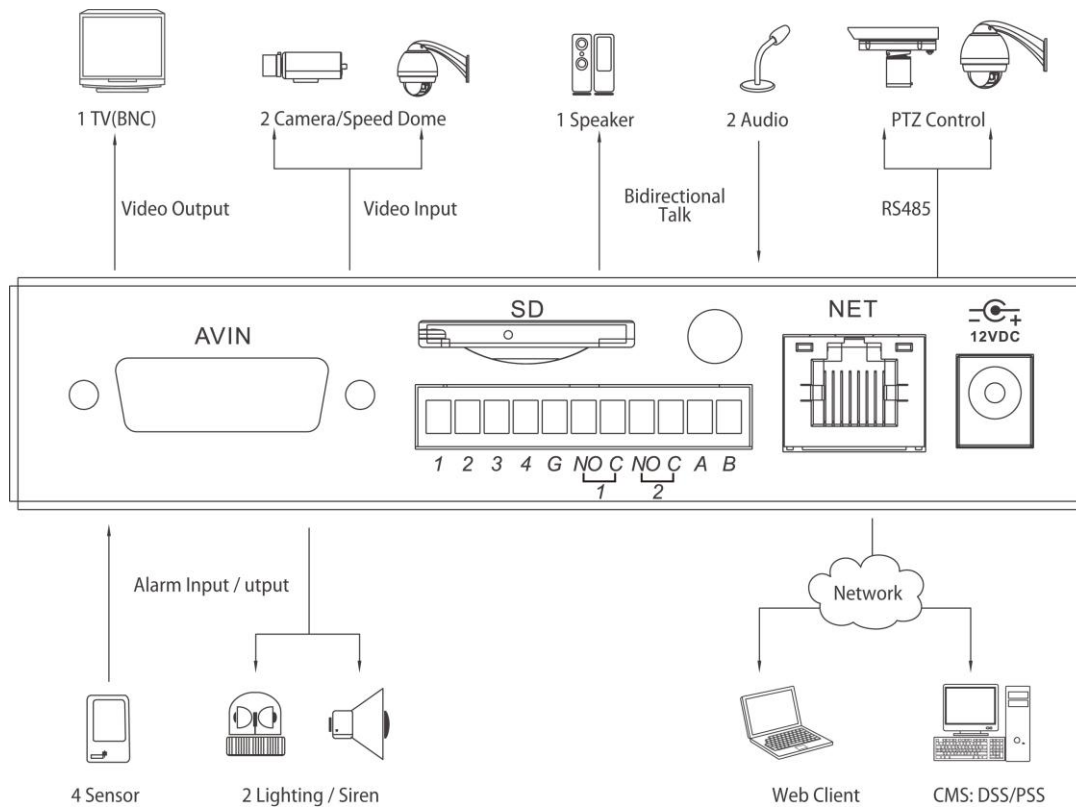 1 TV(BNC)
2 Camera/Speed Dome
1 Speaker
2 Audio
PTZ Control
Video Output
Video Input
Bidirectional
Talk
RS485
AVIN
SD
NET
- +
12VDC
1 2 3 4 G NO C NO C A B
1 2
Alarm Input / utput
Network
4 Sensor
2 Lighting / Siren
Web Client
CMS: DSS/PSS